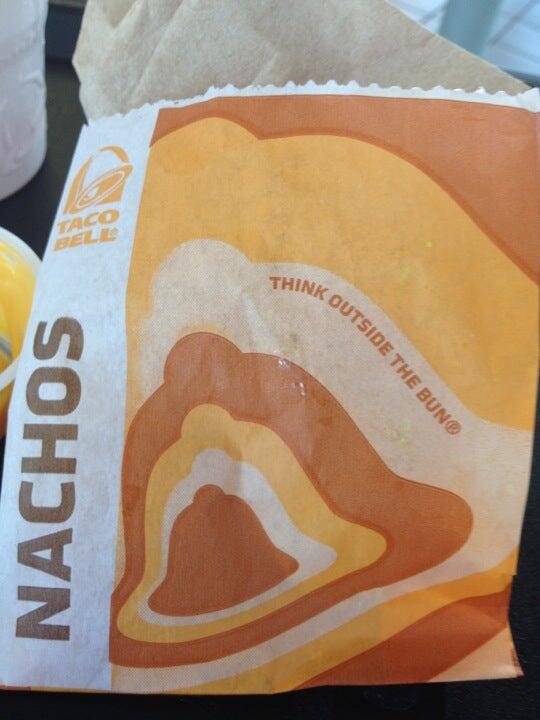 TACO
BELL®
NACHOS
THINK OUTSIDE THE BUN®